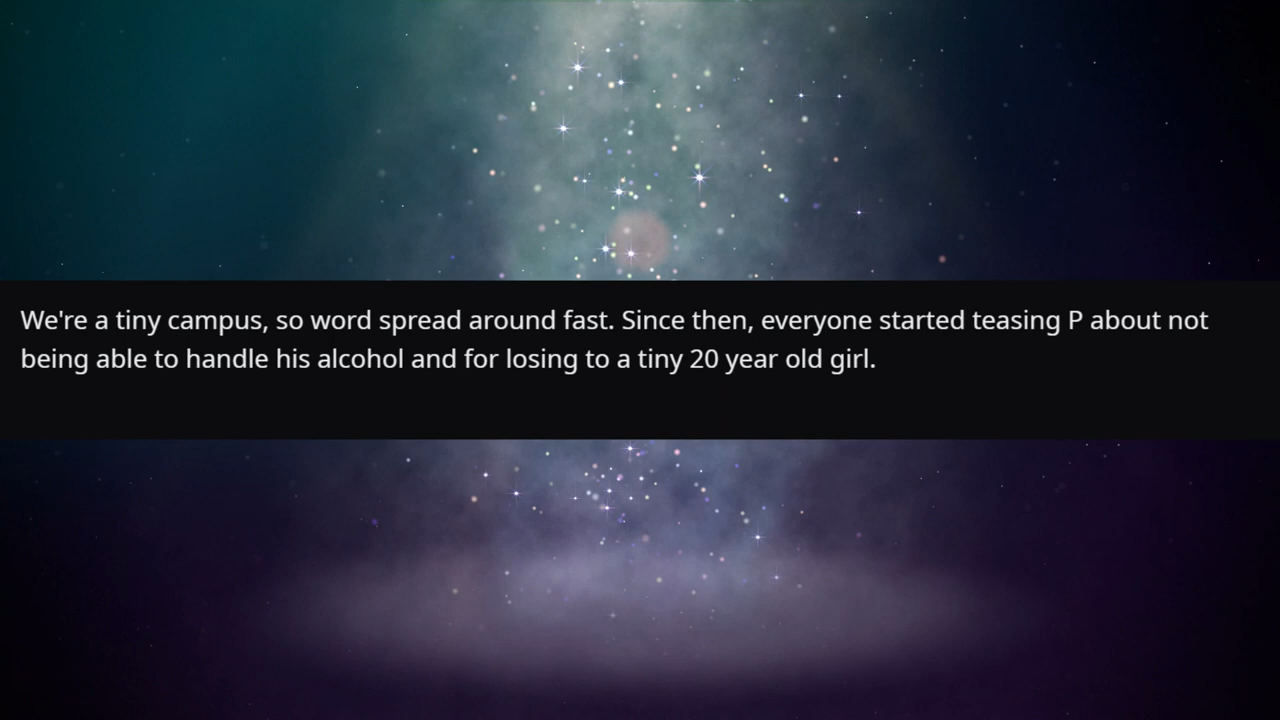 We're a tiny campus, so word spread around fast. Since then, everyone started teasing P about not
being able to handle his alcohol and for losing to a tiny 20 year old girl.